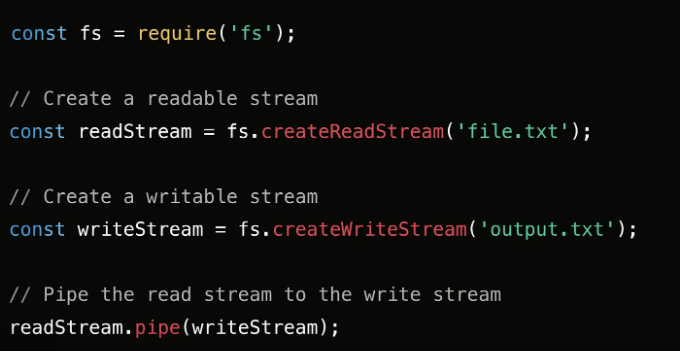 const fs = require('fs');
// Create a readable stream
const readStream = fs.createReadStream('file.txt');
// Create a writable stream
const writeStream = fs.createWriteStream('output.txt');
// Pipe the read stream to the write stream
readStream.pipe(writeStream);